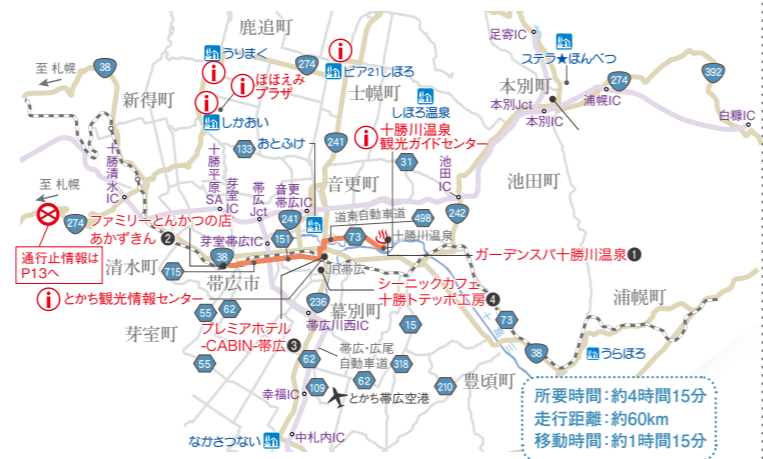 鹿追町
足寄IC
うりまく
274
ステラ★ほんべつ
至 札幌
38
ピア21しほろ
本別町
392
新得町
ほほえみ
プラザ
士幌町
274
浦幌IC
しほろ温泉
本別Jct
本別IC
白糠IC
しかおい
十勝川温泉
観光ガイドセンター
133
おとふけ
241
31
十勝清水IC
十勝平原SA
芽室IC
帯広Jct
音更帯広IC
音更町
池田IC
池田町
至 札幌
274
ファミリーとんかつの店
あかずきん
2
241
道東自動車道
498
242
芽室帯広IC
151
73
十勝川温泉
通行止情報は
P13へ
清水町
715
38
ガーデンスパ十勝川温泉
1
帯広市
JR帯広
シーニックカフェ
十勝トテッポ工房
4
とかち観光情報センター
236
幕別町
浦幌町
55
62
帯広川西IC
15
73
芽室町
プレミアホテル
-CABIN-帯広
3
38
うらほろ
55
62
帯広・広尾
自動車道
318
豊頃町
幸福IC
109
62
210
とかち帯広空港
なかさつない
中札内IC
所要時間:約4時間15分
走行距離:約60km
移動時間:約1時間15分